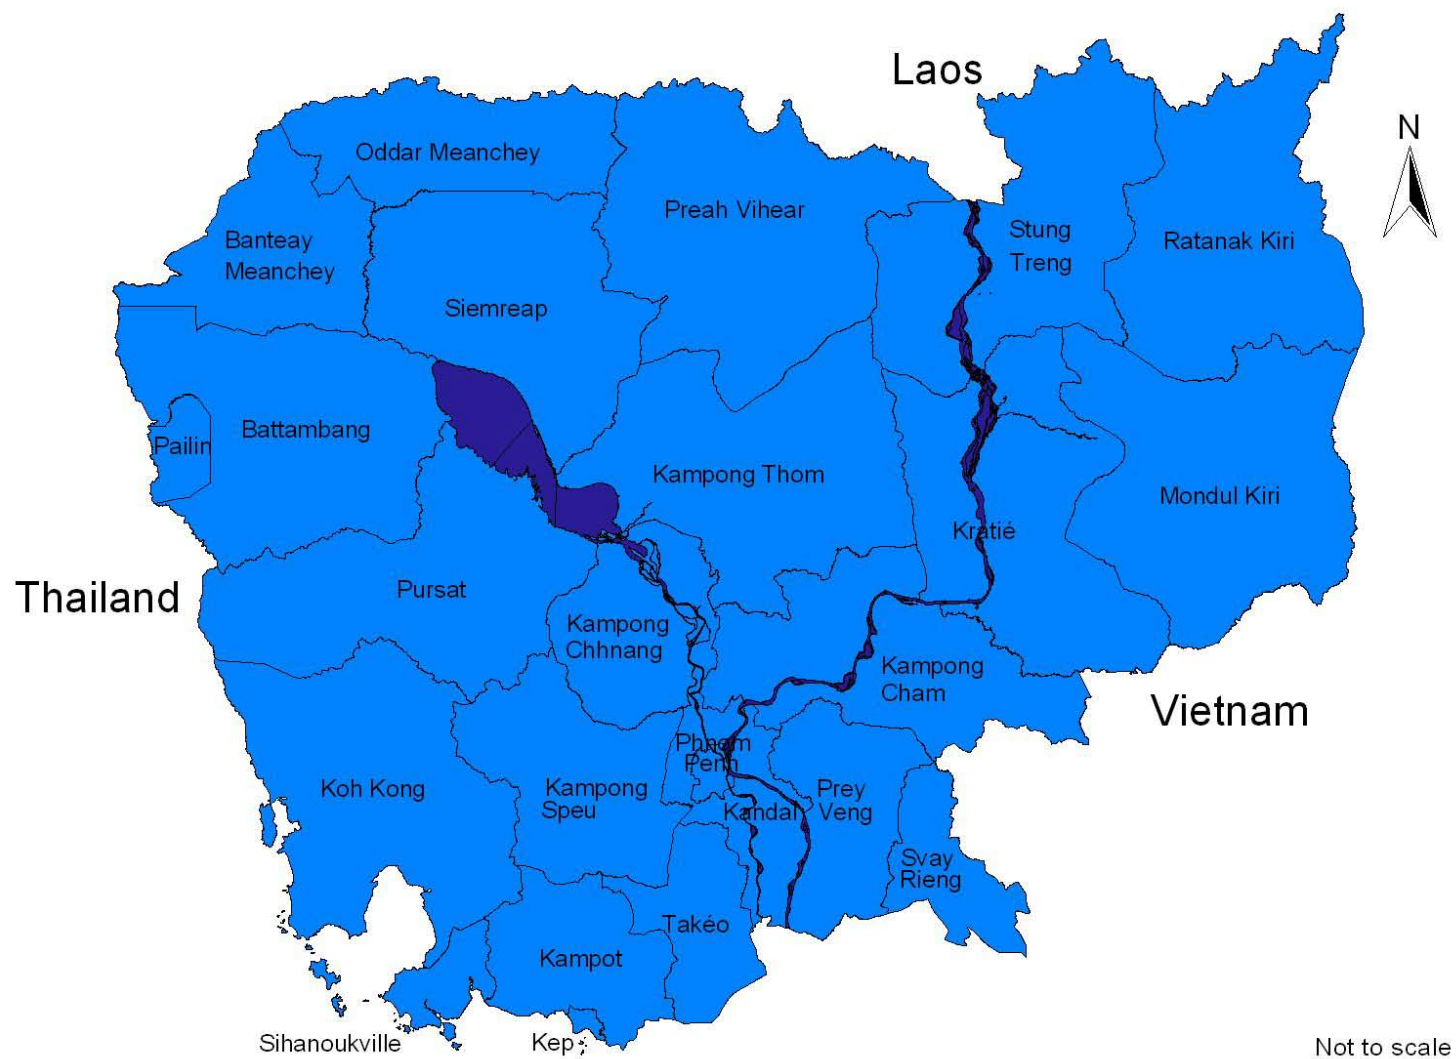 Laos
N
Oddar Meanchey
Preah Vihear
Stung
Treng
Ratanak Kiri
Banteay
Meanchey
Siemreap
Battambang
Pailin
Kampong Thom
Mondul Kiri
Kratié
Thailand
Pursat
Kampong
Chhnang
Kampong
Cham
Vietnam
Phnom
Penh
Koh Kong
Kampong
Speu
Kandal
Prey
Veng
Svay
Rieng
Takéo
Kampot
Sihanoukville
Kep
Not to scale